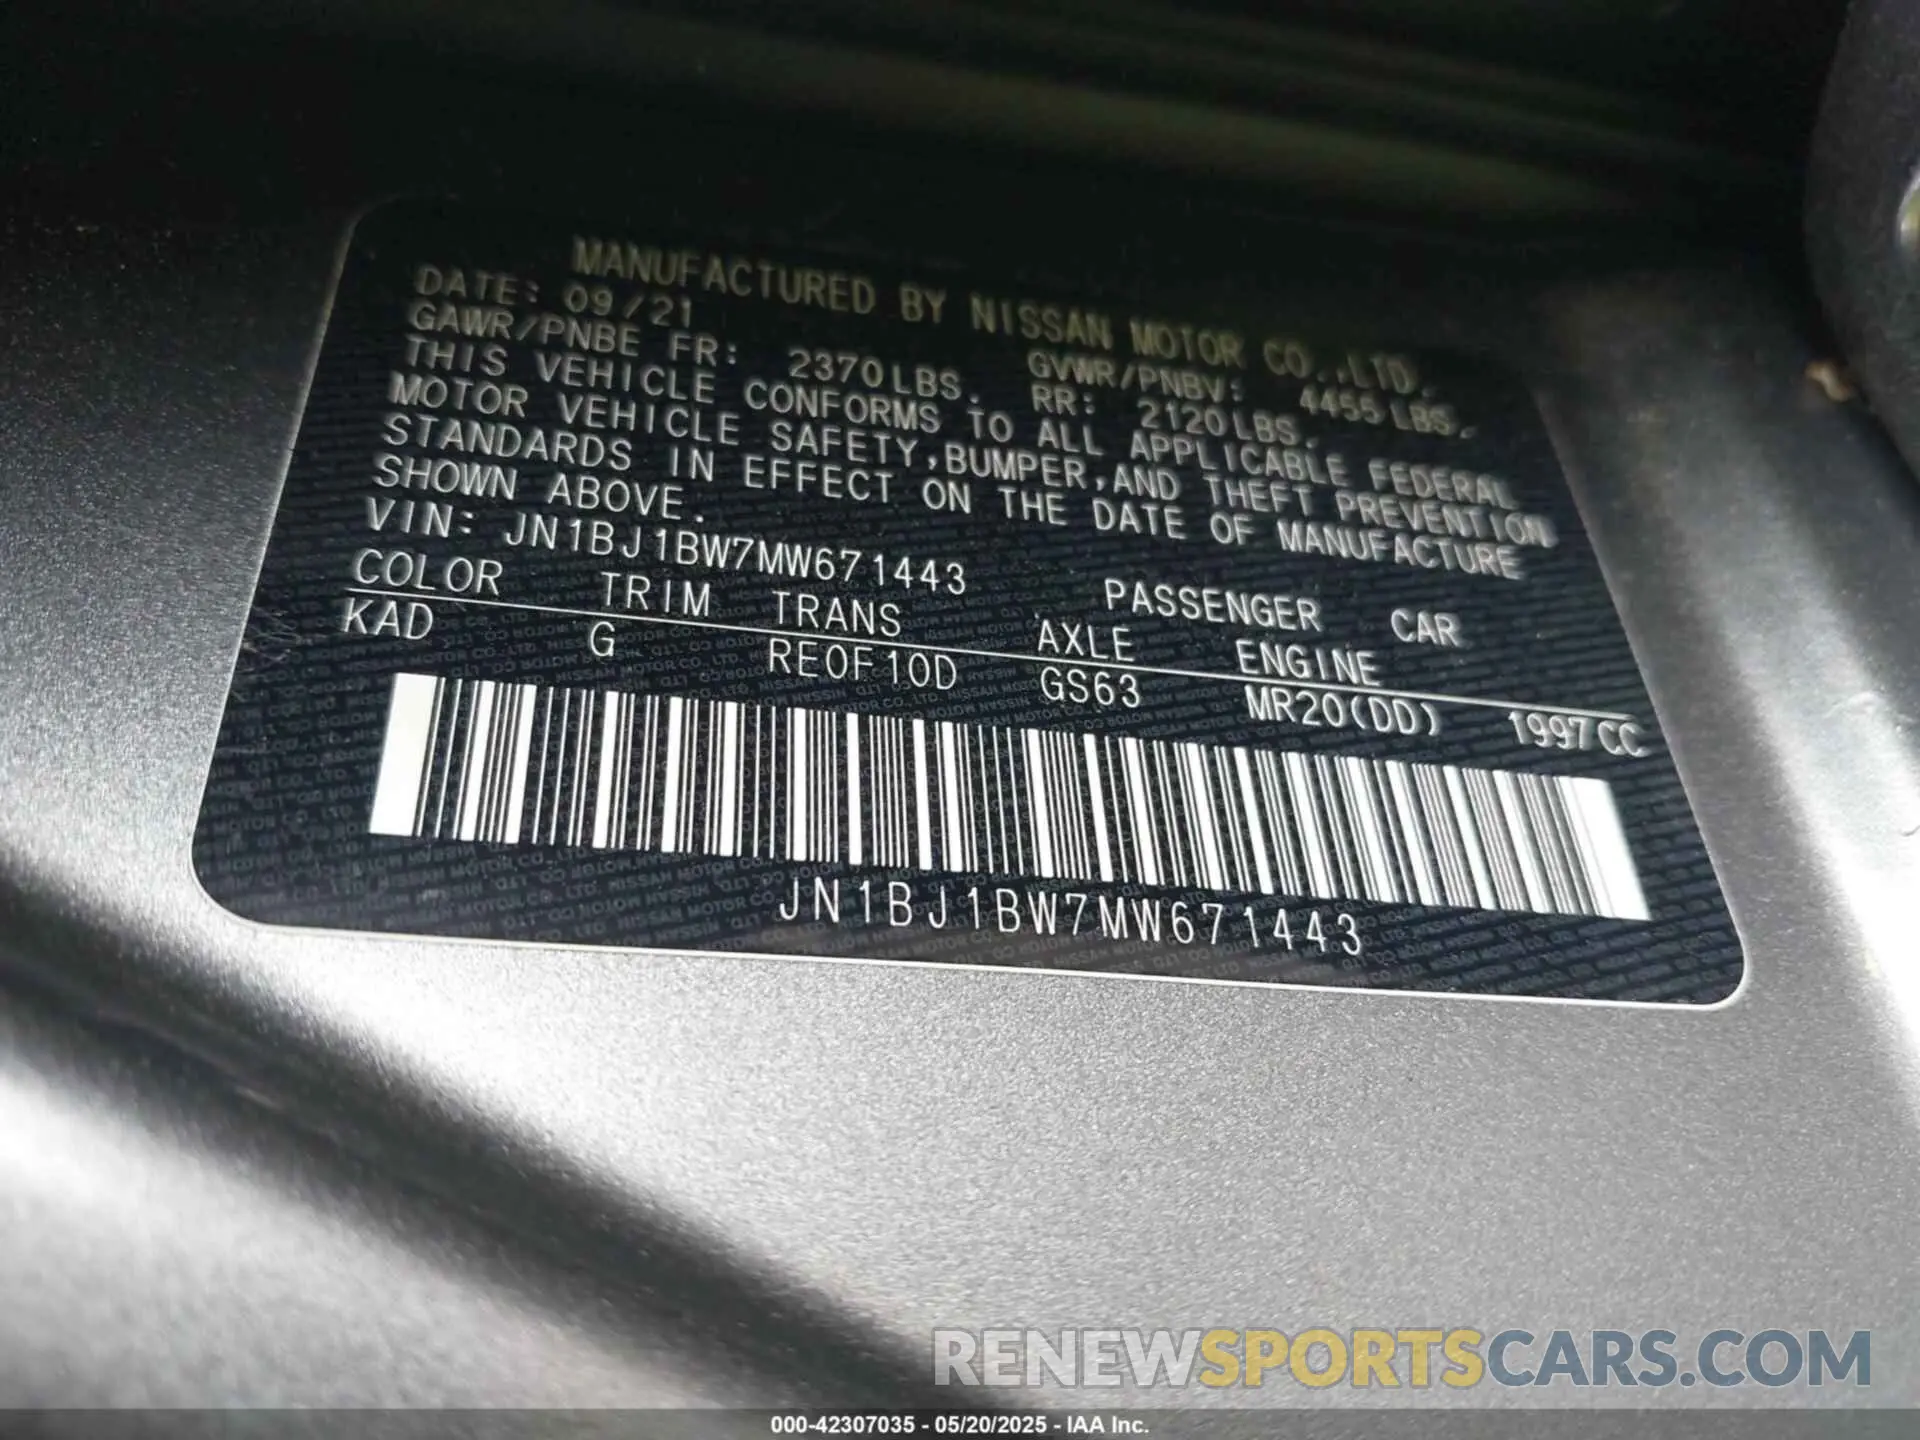 MANUFACTURED BY NISSAN MOTOR CO.,LTD.
DATE: 09/21 GVWR/PNBV: 4455 LBS.
GAWR/PNBE FR: 2370LBS. RR: 2120LBS.
THIS VEHICLE CONFORMS TO ALL APPLICABLE FEDERAL
MOTOR VEHICLE SAFETY,BUMPER,AND THEFT PREVENTION
STANDARDS IN EFFECT ON THE DATE OF MANUFACTURE
SHOWN ABOVE.
VIN: JN1BJ1BW7MW671443 PASSENGER CAR
COLOR TRIM TRANS AXLE ENGINE
KAD G RE0F10D GS63 MR20(DD) 1997CC
JN1BJ1BW7MW671443
RENEWSPORTSCARS.COM
000-42307035 - 05/20/2025 - IAA Inc.